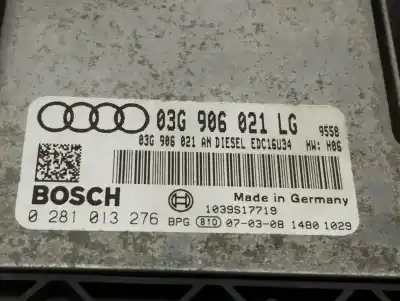 03G 906 021 LG 9558
03G 906 021 AN DIESEL EDC16U34 HW: H06
BOSCH
Made in Germany
1039S17719
0 281 013 276 BPG 810 07-03-08 1480 1029